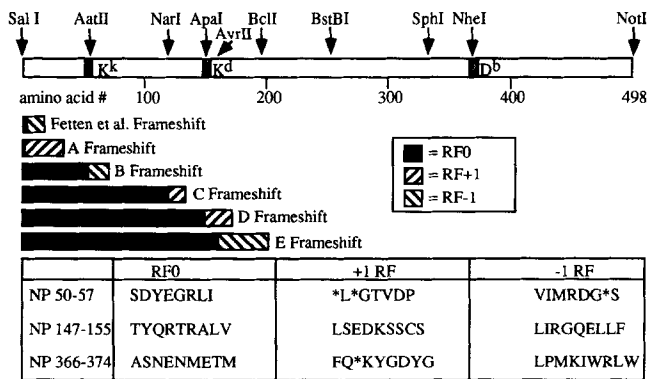 Sal I AatII NarI ApaI AvrII BclI BstBI SphI NheI NotI
Kk Kd Db
amino acid # 100 200 300 400 498
Fetten et al. Frameshift
A Frameshift
B Frameshift
C Frameshift
D Frameshift
E Frameshift
= RF0
= RF+1
= RF-1
RF0 +1 RF -1 RF
NP 50-57 SDYEGRLI *L*GTVDP VIMRDG*S
NP 147-155 TYQRTRALV LSEDKSSCS LIRGQELLF
NP 366-374 ASNENMETM FQ*KYGDYG LPMKIWRLW